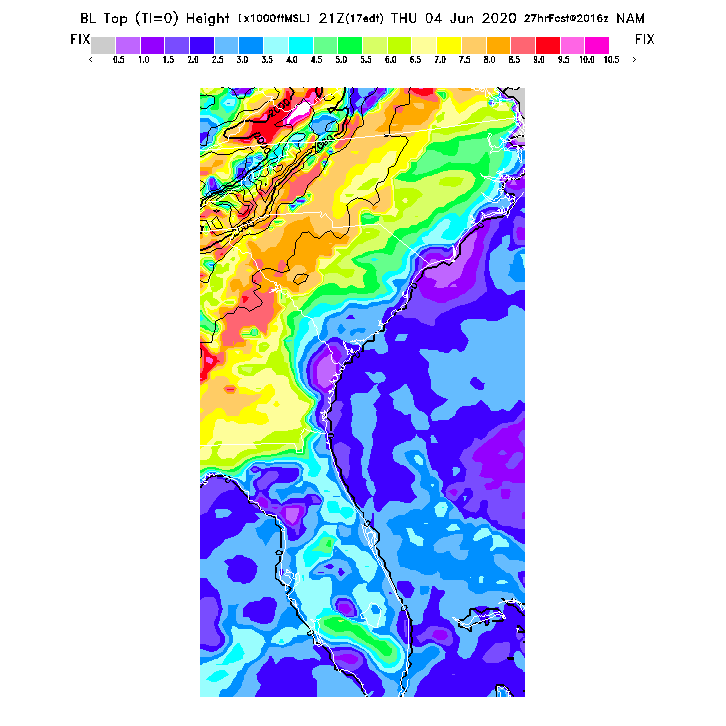 BL Top (TI=0) Height [x1000ftMSL] 21Z(17edt) THU 04 Jun 2020 27hrFcst@2016z NAM
FIX FIX
< 0.5 1.0 1.5 2.0 2.5 3.0 3.5 4.0 4.5 5.0 5.5 6.0 6.5 7.0 7.5 8.0 8.5 9.0 9.5 10.0 10.5 >